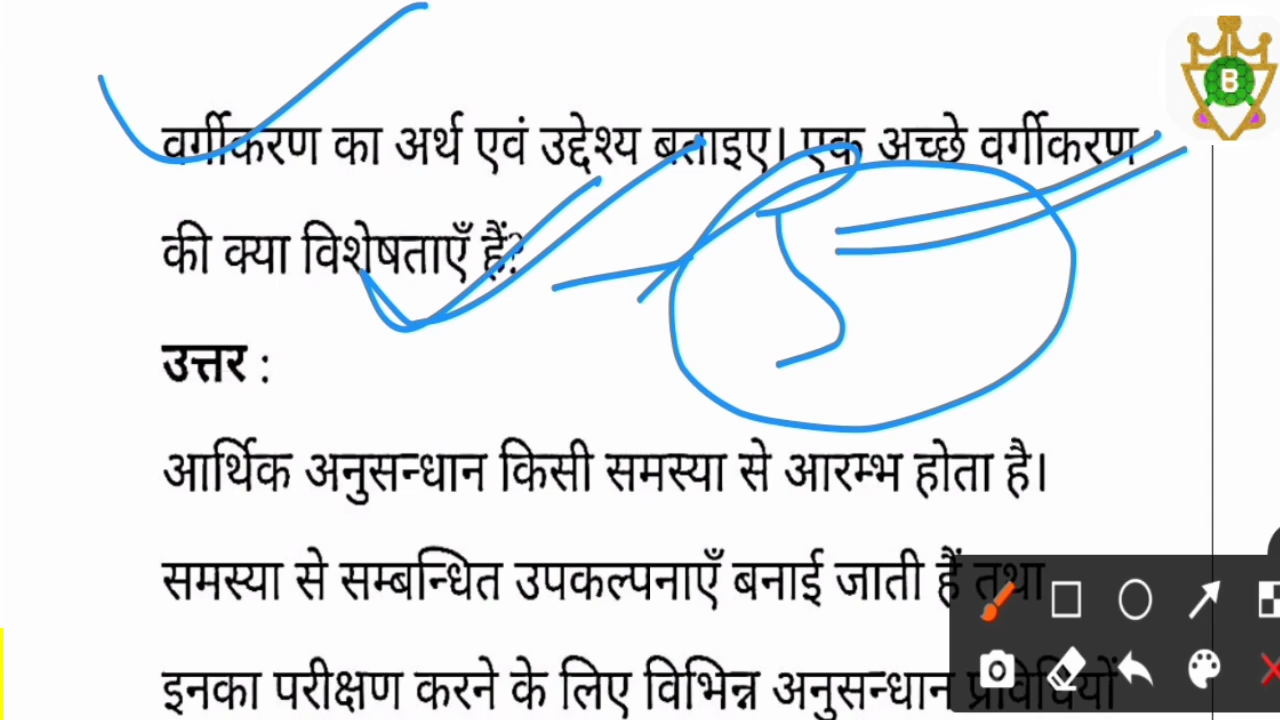 B
वर्गीकरण का अर्थ एवं उद्देश्य बताइए। एक अच्छे वर्गीकरण
की क्या विशेषताएँ हैं?
उत्तर :
आर्थिक अनुसन्धान किसी समस्या से आरम्भ होता है।
समस्या से सम्बन्धित उपकल्पनाएँ बनाई जाती हैं तथा
इनका परीक्षण करने के लिए विभिन्न अनुसन्धान प्रविधियों